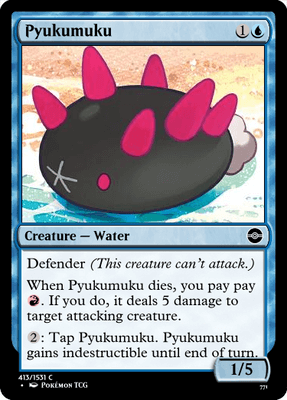 Pyukumuku 1
Creature — Water
Defender (This creature can't attack.)
When Pyukumuku dies, you pay pay
. If you do, it deals 5 damage to
target attacking creature.
2: Tap Pyukumuku. Pyukumuku
gains indestructible until end of turn.
1/5
413/1531 C
• Pokémon TCG